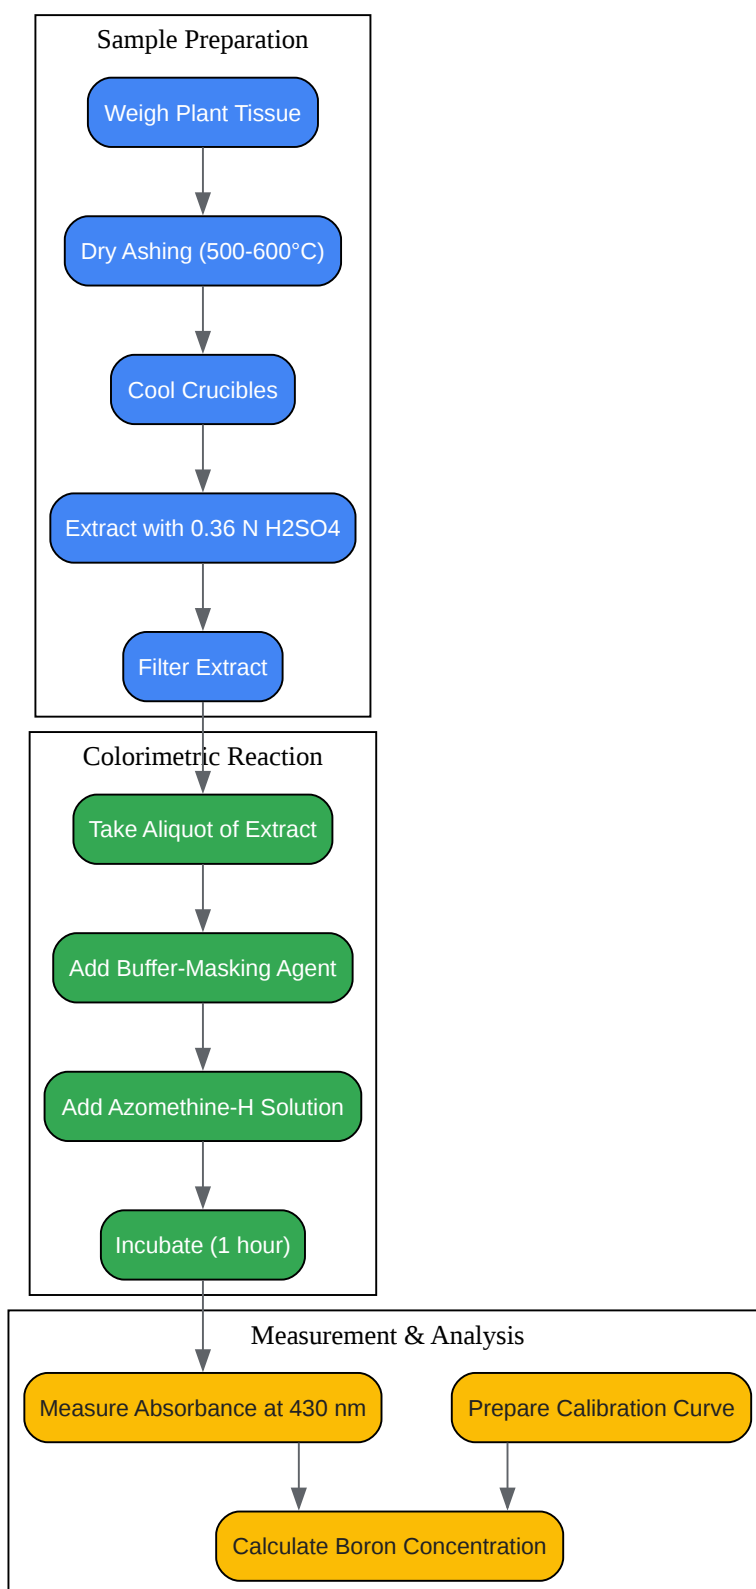 Sample Preparation
Weigh Plant Tissue
Dry Ashing (500-600°C)
Cool Crucibles
Extract with 0.36 N H2SO4
Filter Extract
Colorimetric Reaction
Take Aliquot of Extract
Add Buffer-Masking Agent
Add Azomethine-H Solution
Incubate (1 hour)
Measurement & Analysis
Measure Absorbance at 430 nm
Prepare Calibration Curve
Calculate Boron Concentration